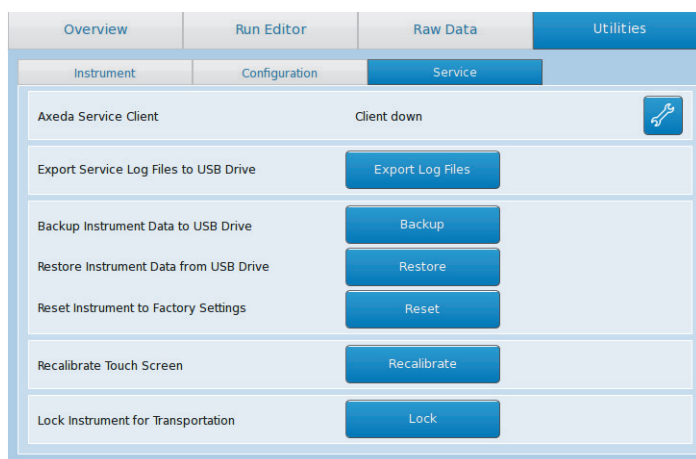 Overview Run Editor Raw Data Utilities
Instrument Configuration Service
Axeda Service Client Client down
Export Service Log Files to USB Drive Export Log Files
Backup Instrument Data to USB Drive Backup
Restore Instrument Data from USB Drive Restore
Reset Instrument to Factory Settings Reset
Recalibrate Touch Screen Recalibrate
Lock Instrument for Transportation Lock